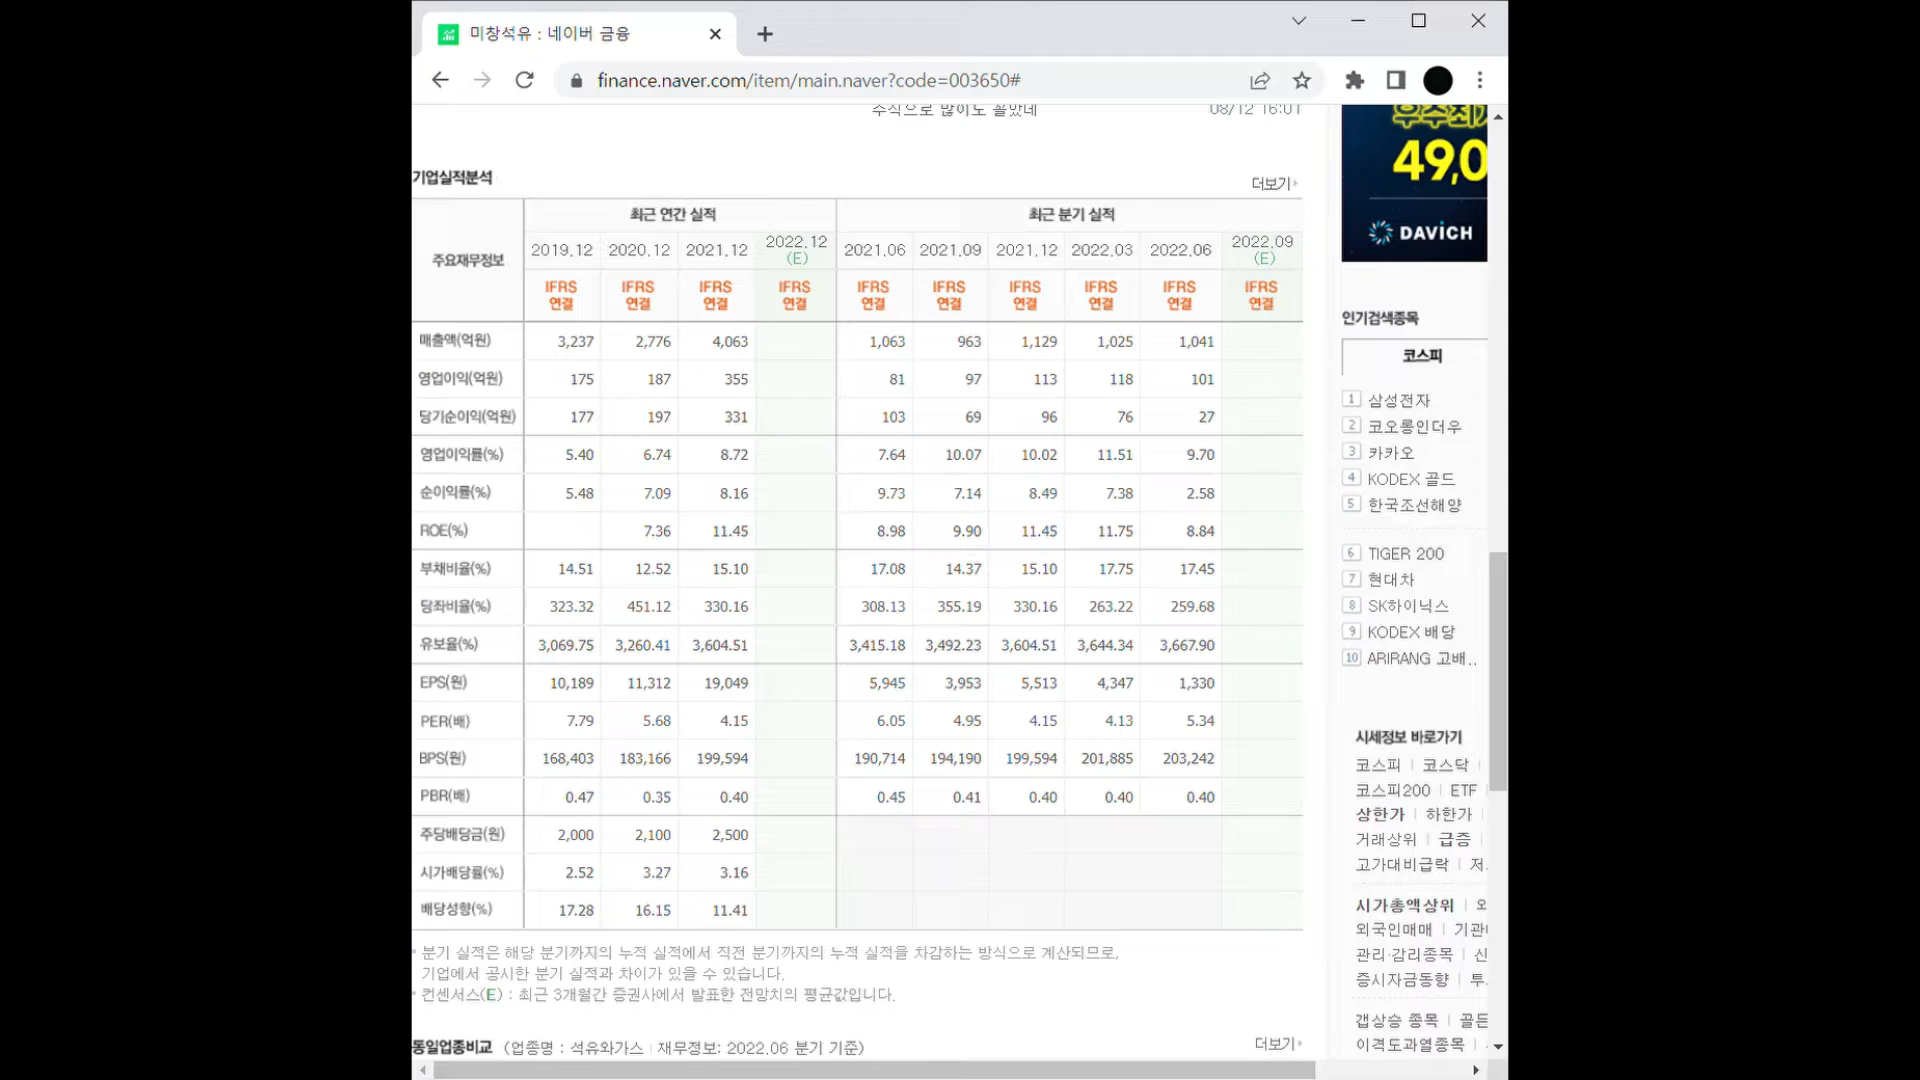 미창석유 : 네이버 금융
finance.naver.com/item/main.naver?code=003650#
주식으로 많이도 꼴았네 08/12 16:01
기업실적분석 더보기
주요재무정보 최근 연간 실적 최근 분기 실적
2019.12 2020.12 2021.12 2022.12 (E) 2021.06 2021.09 2021.12 2022.03 2022.06 2022.09 (E)
IFRS 연결 IFRS 연결 IFRS 연결 IFRS 연결 IFRS 연결 IFRS 연결 IFRS 연결 IFRS 연결 IFRS 연결 IFRS 연결
매출액(억원) 3,237 2,776 4,063 1,063 963 1,129 1,025 1,041
영업이익(억원) 175 187 355 81 97 113 118 101
당기순이익(억원) 177 197 331 103 69 96 76 27
영업이익률(%) 5.40 6.74 8.72 7.64 10.07 10.02 11.51 9.70
순이익률(%) 5.48 7.09 8.16 9.73 7.14 8.49 7.38 2.58
ROE(%) 7.36 11.45 8.98 9.90 11.45 11.75 8.84
부채비율(%) 14.51 12.52 15.10 17.08 14.37 15.10 17.75 17.45
당좌비율(%) 323.32 451.12 330.16 308.13 355.19 330.16 263.22 259.68
유보율(%) 3,069.75 3,260.41 3,604.51 3,415.18 3,492.23 3,604.51 3,644.34 3,667.90
EPS(원) 10,189 11,312 19,049 5,945 3,953 5,513 4,347 1,330
PER(배) 7.79 5.68 4.15 6.05 4.95 4.15 4.13 5.34
BPS(원) 168,403 183,166 199,594 190,714 194,190 199,594 201,885 203,242
PBR(배) 0.47 0.35 0.40 0.45 0.41 0.40 0.40 0.40
주당배당금(원) 2,000 2,100 2,500
시가배당률(%) 2.52 3.27 3.16
배당성향(%) 17.28 16.15 11.41
* 분기 실적은 해당 분기까지의 누적 실적에서 직전 분기까지의 누적 실적을 차감하는 방식으로 계산되므로,
기업에서 공시한 분기 실적과 차이가 있을 수 있습니다.
* 컨센서스(E) : 최근 3개월간 증권사에서 발표한 전망치의 평균값입니다.
동일업종비교 (업종명 : 석유와가스 | 재무정보: 2022.06 분기 기준) 더보기
49,0
DAVICH
인기검색종목
코스피
1 삼성전자
2 코오롱인더우
3 카카오
4 KODEX 골드
5 한국조선해양
6 TIGER 200
7 현대차
8 SK하이닉스
9 KODEX 배당
10 ARIRANG 고배..
시세정보 바로가기
코스피 | 코스닥
코스피200 | ETF
상한가 | 하한가
거래상위 | 급증
고가대비급락 | 저
시가총액상위 | 외
외국인매매 | 기관
관리·감리종목 | 신
증시자금동향 | 투
갭상승 종목 | 골든
이격도과열종목